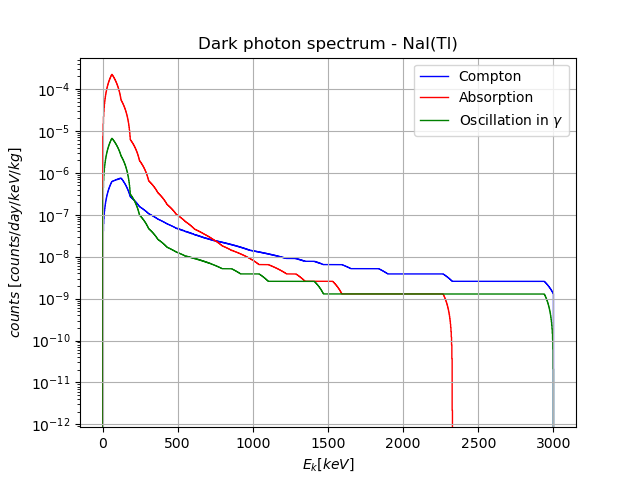 Dark photon spectrum - NaI(Tl)
Compton
Absorption
Oscillation in γ
counts [counts/day/keV/kg]
10⁻⁴
10⁻⁵
10⁻⁶
10⁻⁷
10⁻⁸
10⁻⁹
10⁻¹⁰
10⁻¹¹
10⁻¹²
0 500 1000 1500 2000 2500 3000
Eₖ[keV]